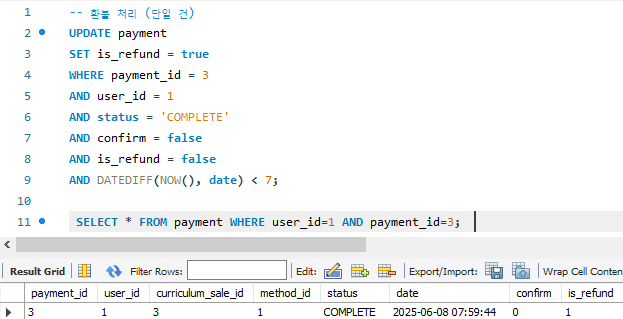 1 -- 환불 처리 (단일 건)
2 UPDATE payment
3 SET is_refund = true
4 WHERE payment_id = 3
5 AND user_id = 1
6 AND status = 'COMPLETE'
7 AND confirm = false
8 AND is_refund = false
9 AND DATEDIFF(NOW(), date) < 7;
10
11 SELECT * FROM payment WHERE user_id=1 AND payment_id=3;
Result Grid Filter Rows: Edit: Export/Import: Wrap Cell Conten
payment_id user_id curriculum_sale_id method_id status date confirm is_refund
3 1 3 1 COMPLETE 2025-06-08 07:59:44 0 1